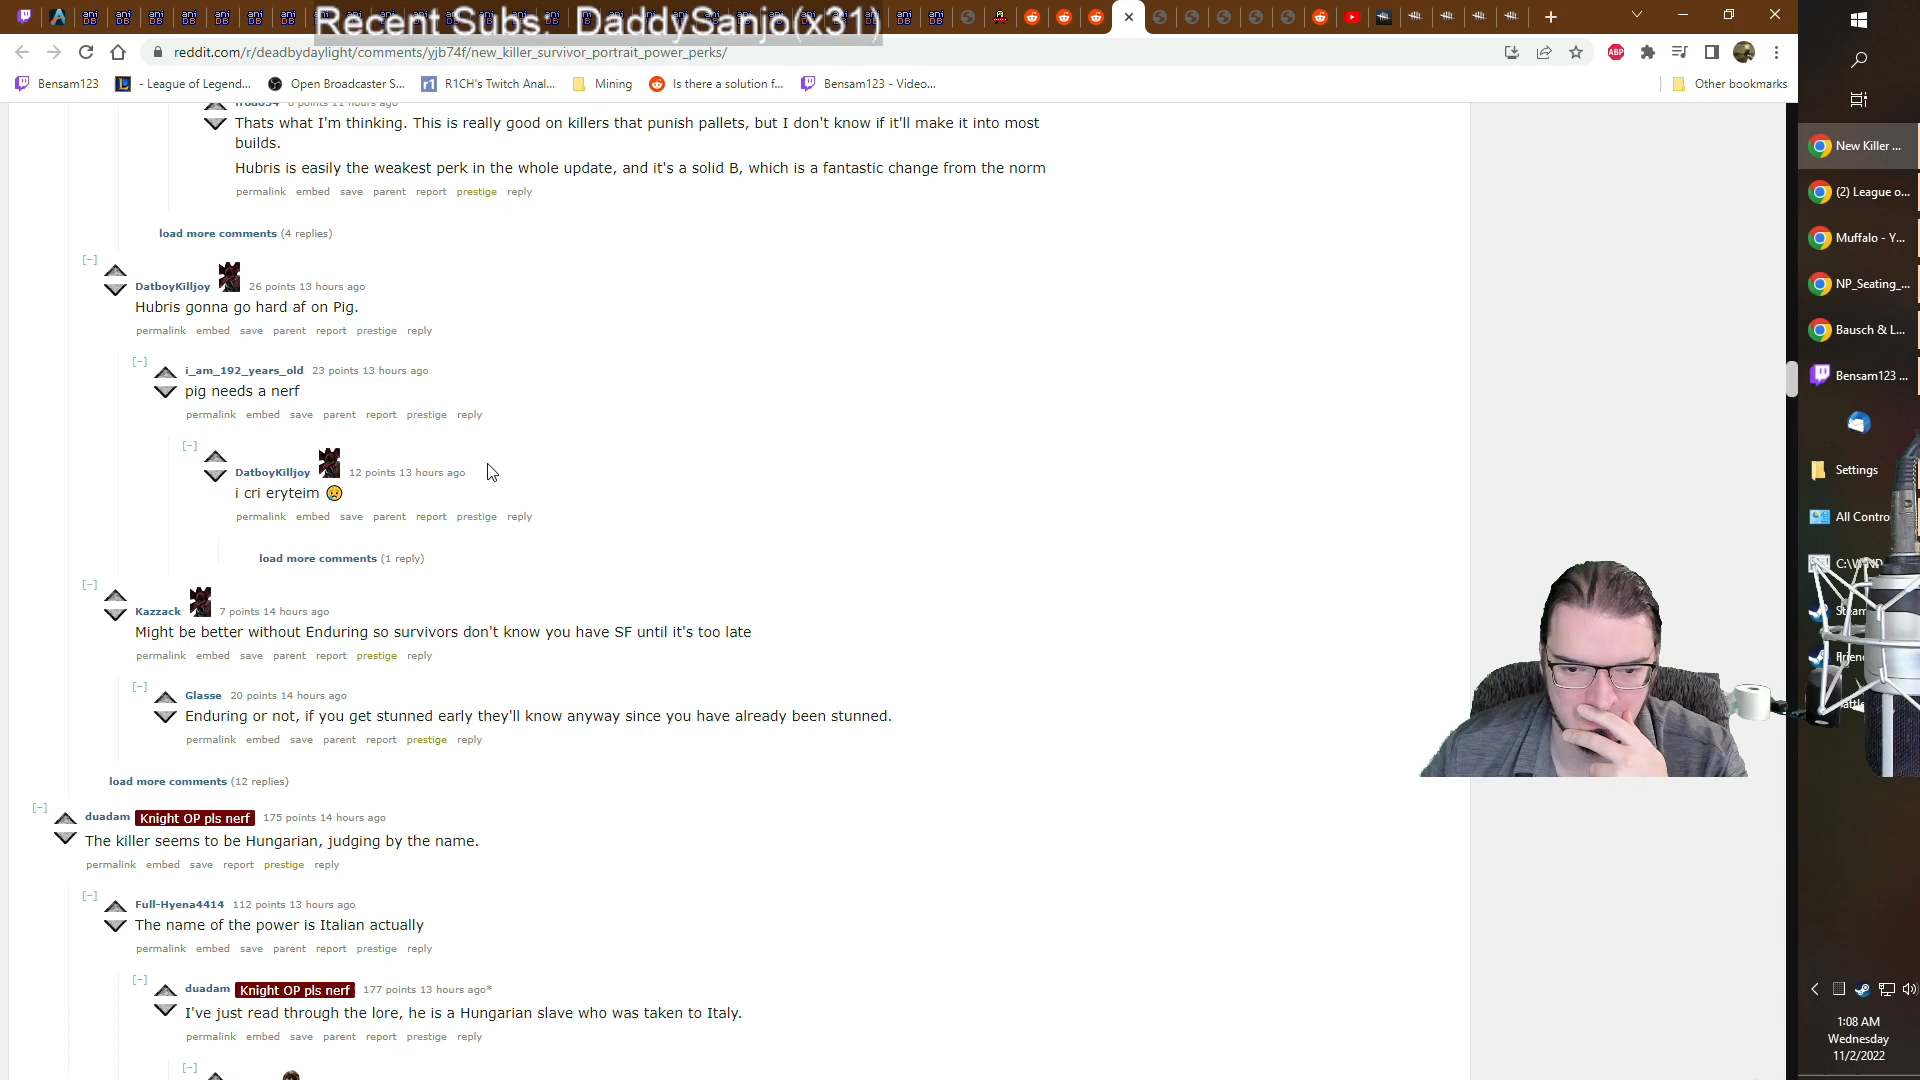 Recent Subs: DaddySanjo(x31)
reddit.com/r/deadbydaylight/comments/yjb74f/new_killer_survivor_portrait_power_perks/
Bensam123
- League of Legend...
Open Broadcaster S...
R1CH's Twitch Anal...
Mining
Is there a solution f...
Bensam123 - Video...
Other bookmarks
Thats what I'm thinking. This is really good on killers that punish pallets, but I don't know if it'll make it into most
builds.
Hubris is easily the weakest perk in the whole update, and it's a solid B, which is a fantastic change from the norm
permalink embed save parent report prestige reply
load more comments (4 replies)
[-]
DatboyKilljoy 26 points 13 hours ago
Hubris gonna go hard af on Pig.
permalink embed save parent report prestige reply
[-]
i_am_192_years_old 23 points 13 hours ago
pig needs a nerf
permalink embed save parent report prestige reply
[-]
DatboyKilljoy 12 points 13 hours ago
i cri eryteim 😥
permalink embed save parent report prestige reply
load more comments (1 reply)
[-]
Kazzack 7 points 14 hours ago
Might be better without Enduring so survivors don't know you have SF until it's too late
permalink embed save parent report prestige reply
[-]
Glasse 20 points 14 hours ago
Enduring or not, if you get stunned early they'll know anyway since you have already been stunned.
permalink embed save parent report prestige reply
load more comments (12 replies)
[-]
duadam Knight OP pls nerf 175 points 14 hours ago
The killer seems to be Hungarian, judging by the name.
permalink embed save report prestige reply
[-]
Full-Hyena4414 112 points 13 hours ago
The name of the power is Italian actually
permalink embed save parent report prestige reply
[-]
duadam Knight OP pls nerf 177 points 13 hours ago*
I've just read through the lore, he is a Hungarian slave who was taken to Italy.
permalink embed save parent report prestige reply
[-]
New Killer ...
(2) League o...
Muffalo - Y...
NP_Seating_...
Bausch & L...
Bensam123 ...
Settings
All Contro
1:08 AM
Wednesday
11/2/2022